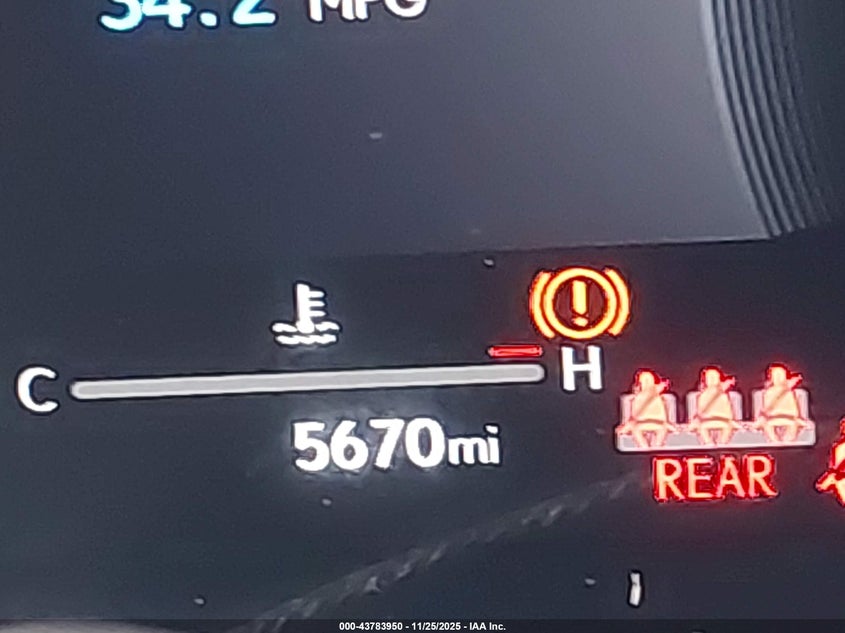 34.2 MPG
C H
5670mi
REAR
000-43783950 - 11/25/2025 - IAA Inc.